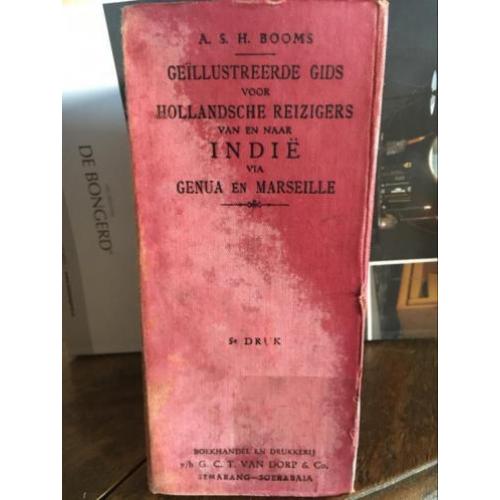 A. S. H. BOOMS
GEÏLLUSTREERDE GIDS
VOOR
HOLLANDSCHE REIZIGERS
VAN EN NAAR
INDIË
VIA
GENUA EN MARSEILLE
5e DRUK
BOEKHANDEL EN DRUKKERIJ
v/h G. C. T. VAN DORP & Co.
SEMARANG—SOERABAIA
DE BONGERD